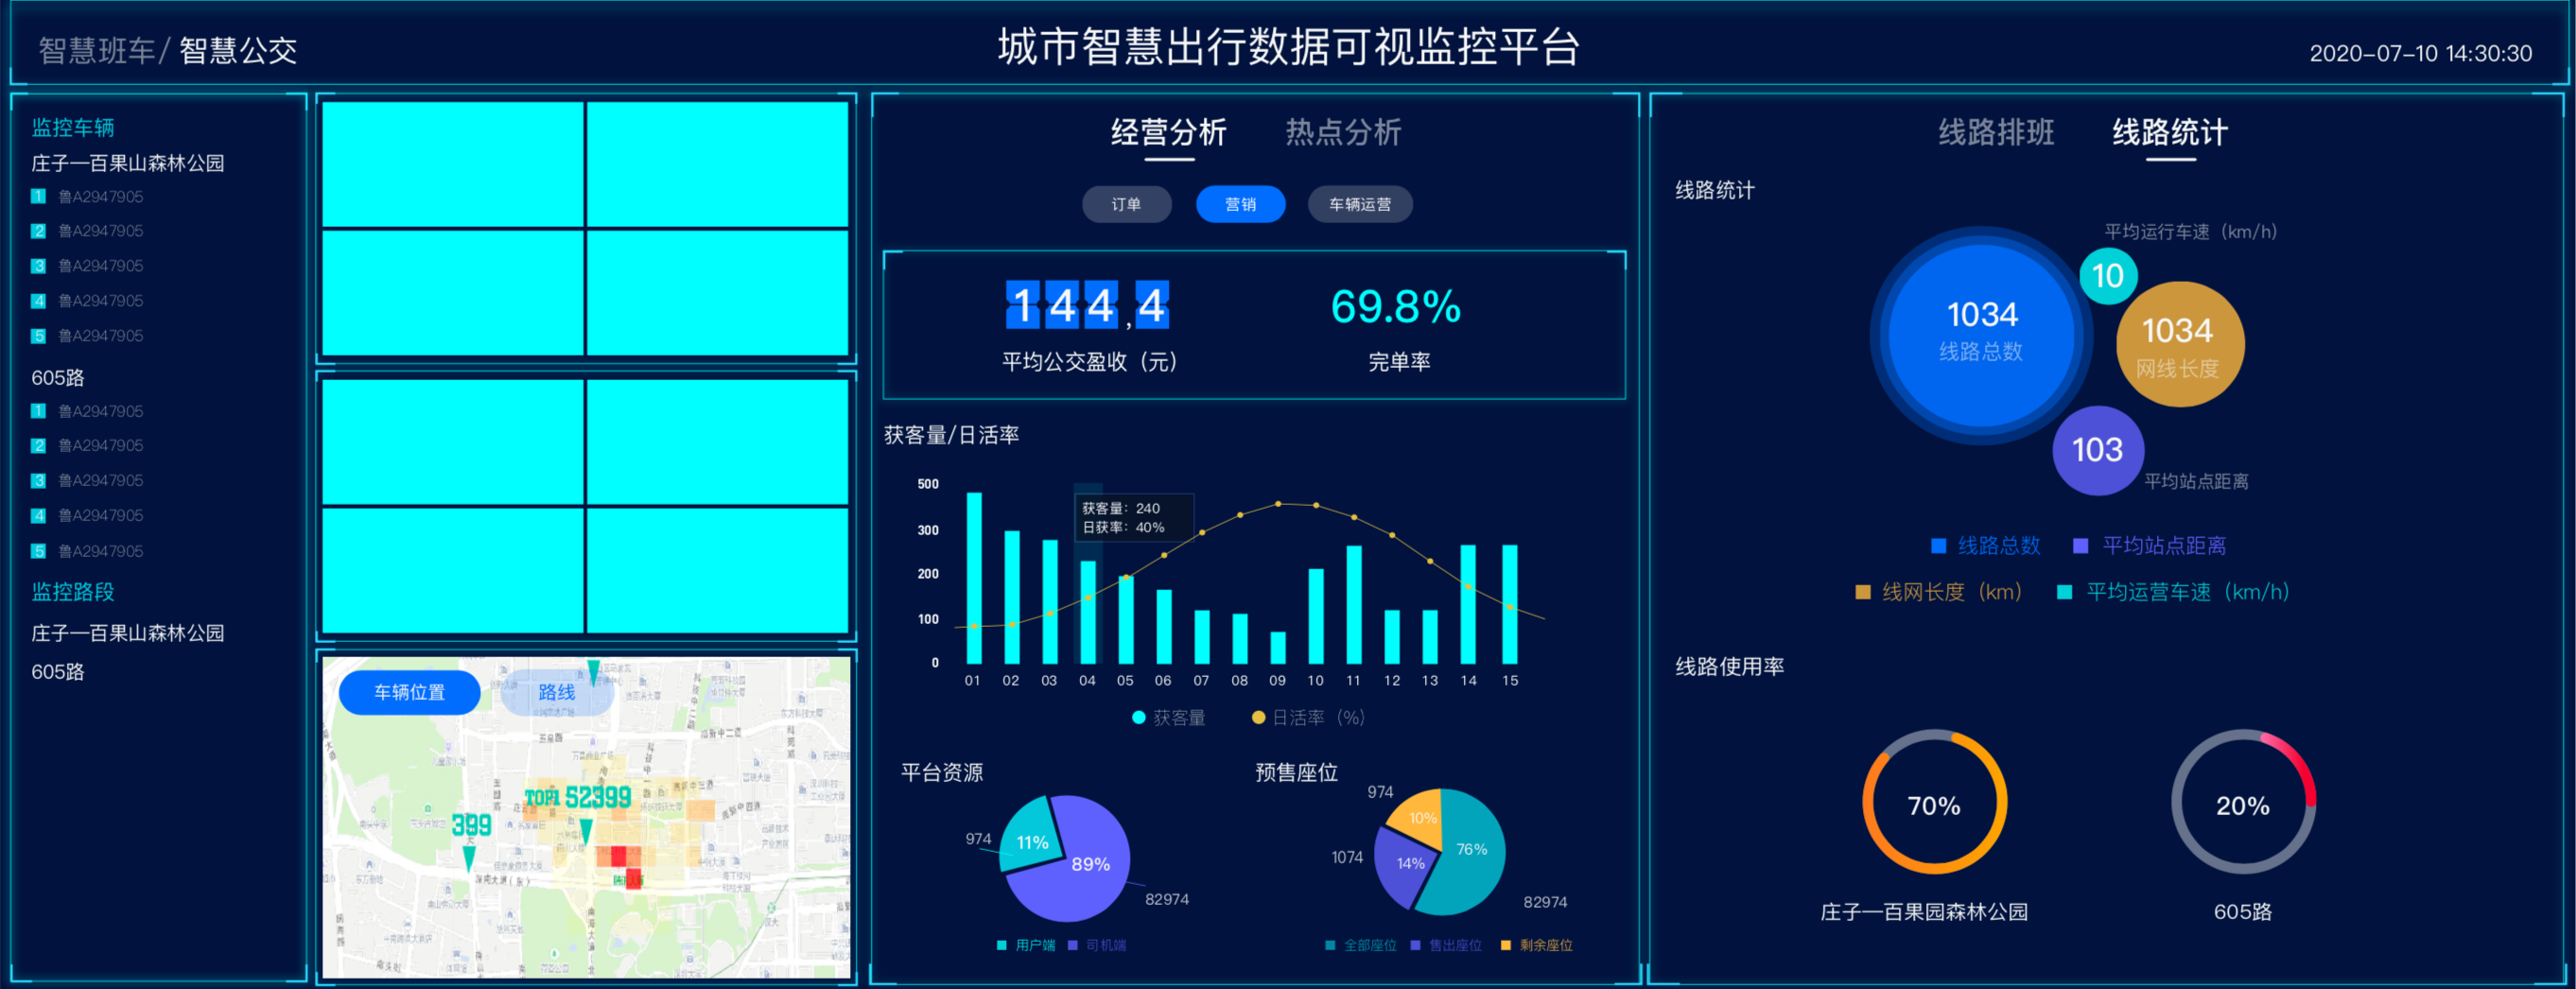 智慧班车/ 智慧公交
城市智慧出行数据可视监控平台
2020-07-10 14:30:30
监控车辆
庄子—百果山森林公园
1 鲁A2947905
2 鲁A2947905
3 鲁A2947905
4 鲁A2947905
5 鲁A2947905
605路
1 鲁A2947905
2 鲁A2947905
3 鲁A2947905
4 鲁A2947905
5 鲁A2947905
监控路段
庄子—百果山森林公园
605路
车辆位置 路线
TOP1 52399
399
深南大道(东)
经营分析 热点分析
订单 营销 车辆运营
144,4
平均公交盈收（元）
69.8%
完单率
获客量/日活率
500
300
200
100
0
获客量：240
日获率：40%
01 02 03 04 05 06 07 08 09 10 11 12 13 14 15
获客量 日活率（%）
平台资源
974
11%
89%
82974
用户端 司机端
预售座位
974
10%
76%
14%
1074
82974
全部座位 售出座位 剩余座位
线路排班 线路统计
线路统计
平均运行车速（km/h）
10
1034
线路总数
1034
网线长度
103
平均站点距离
线路总数 平均站点距离
线网长度（km） 平均运营车速（km/h）
线路使用率
70%
20%
庄子—百果园森林公园
605路